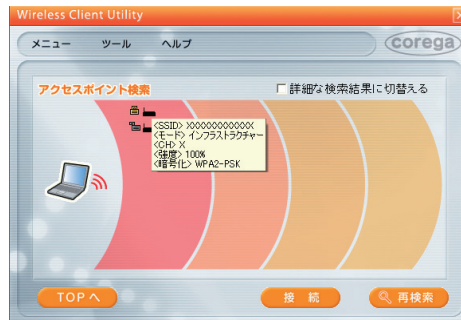 Wireless Client Utility
メニュー ツール ヘルプ
corega
アクセスポイント検索
詳細な検索結果に切替える
<SSID> XXXXXXXXXXXX
<モード> インフラストラクチャー
<CH> X
<強度> 100%
<暗号化> WPA2-PSK
TOPへ
接 続
再検索